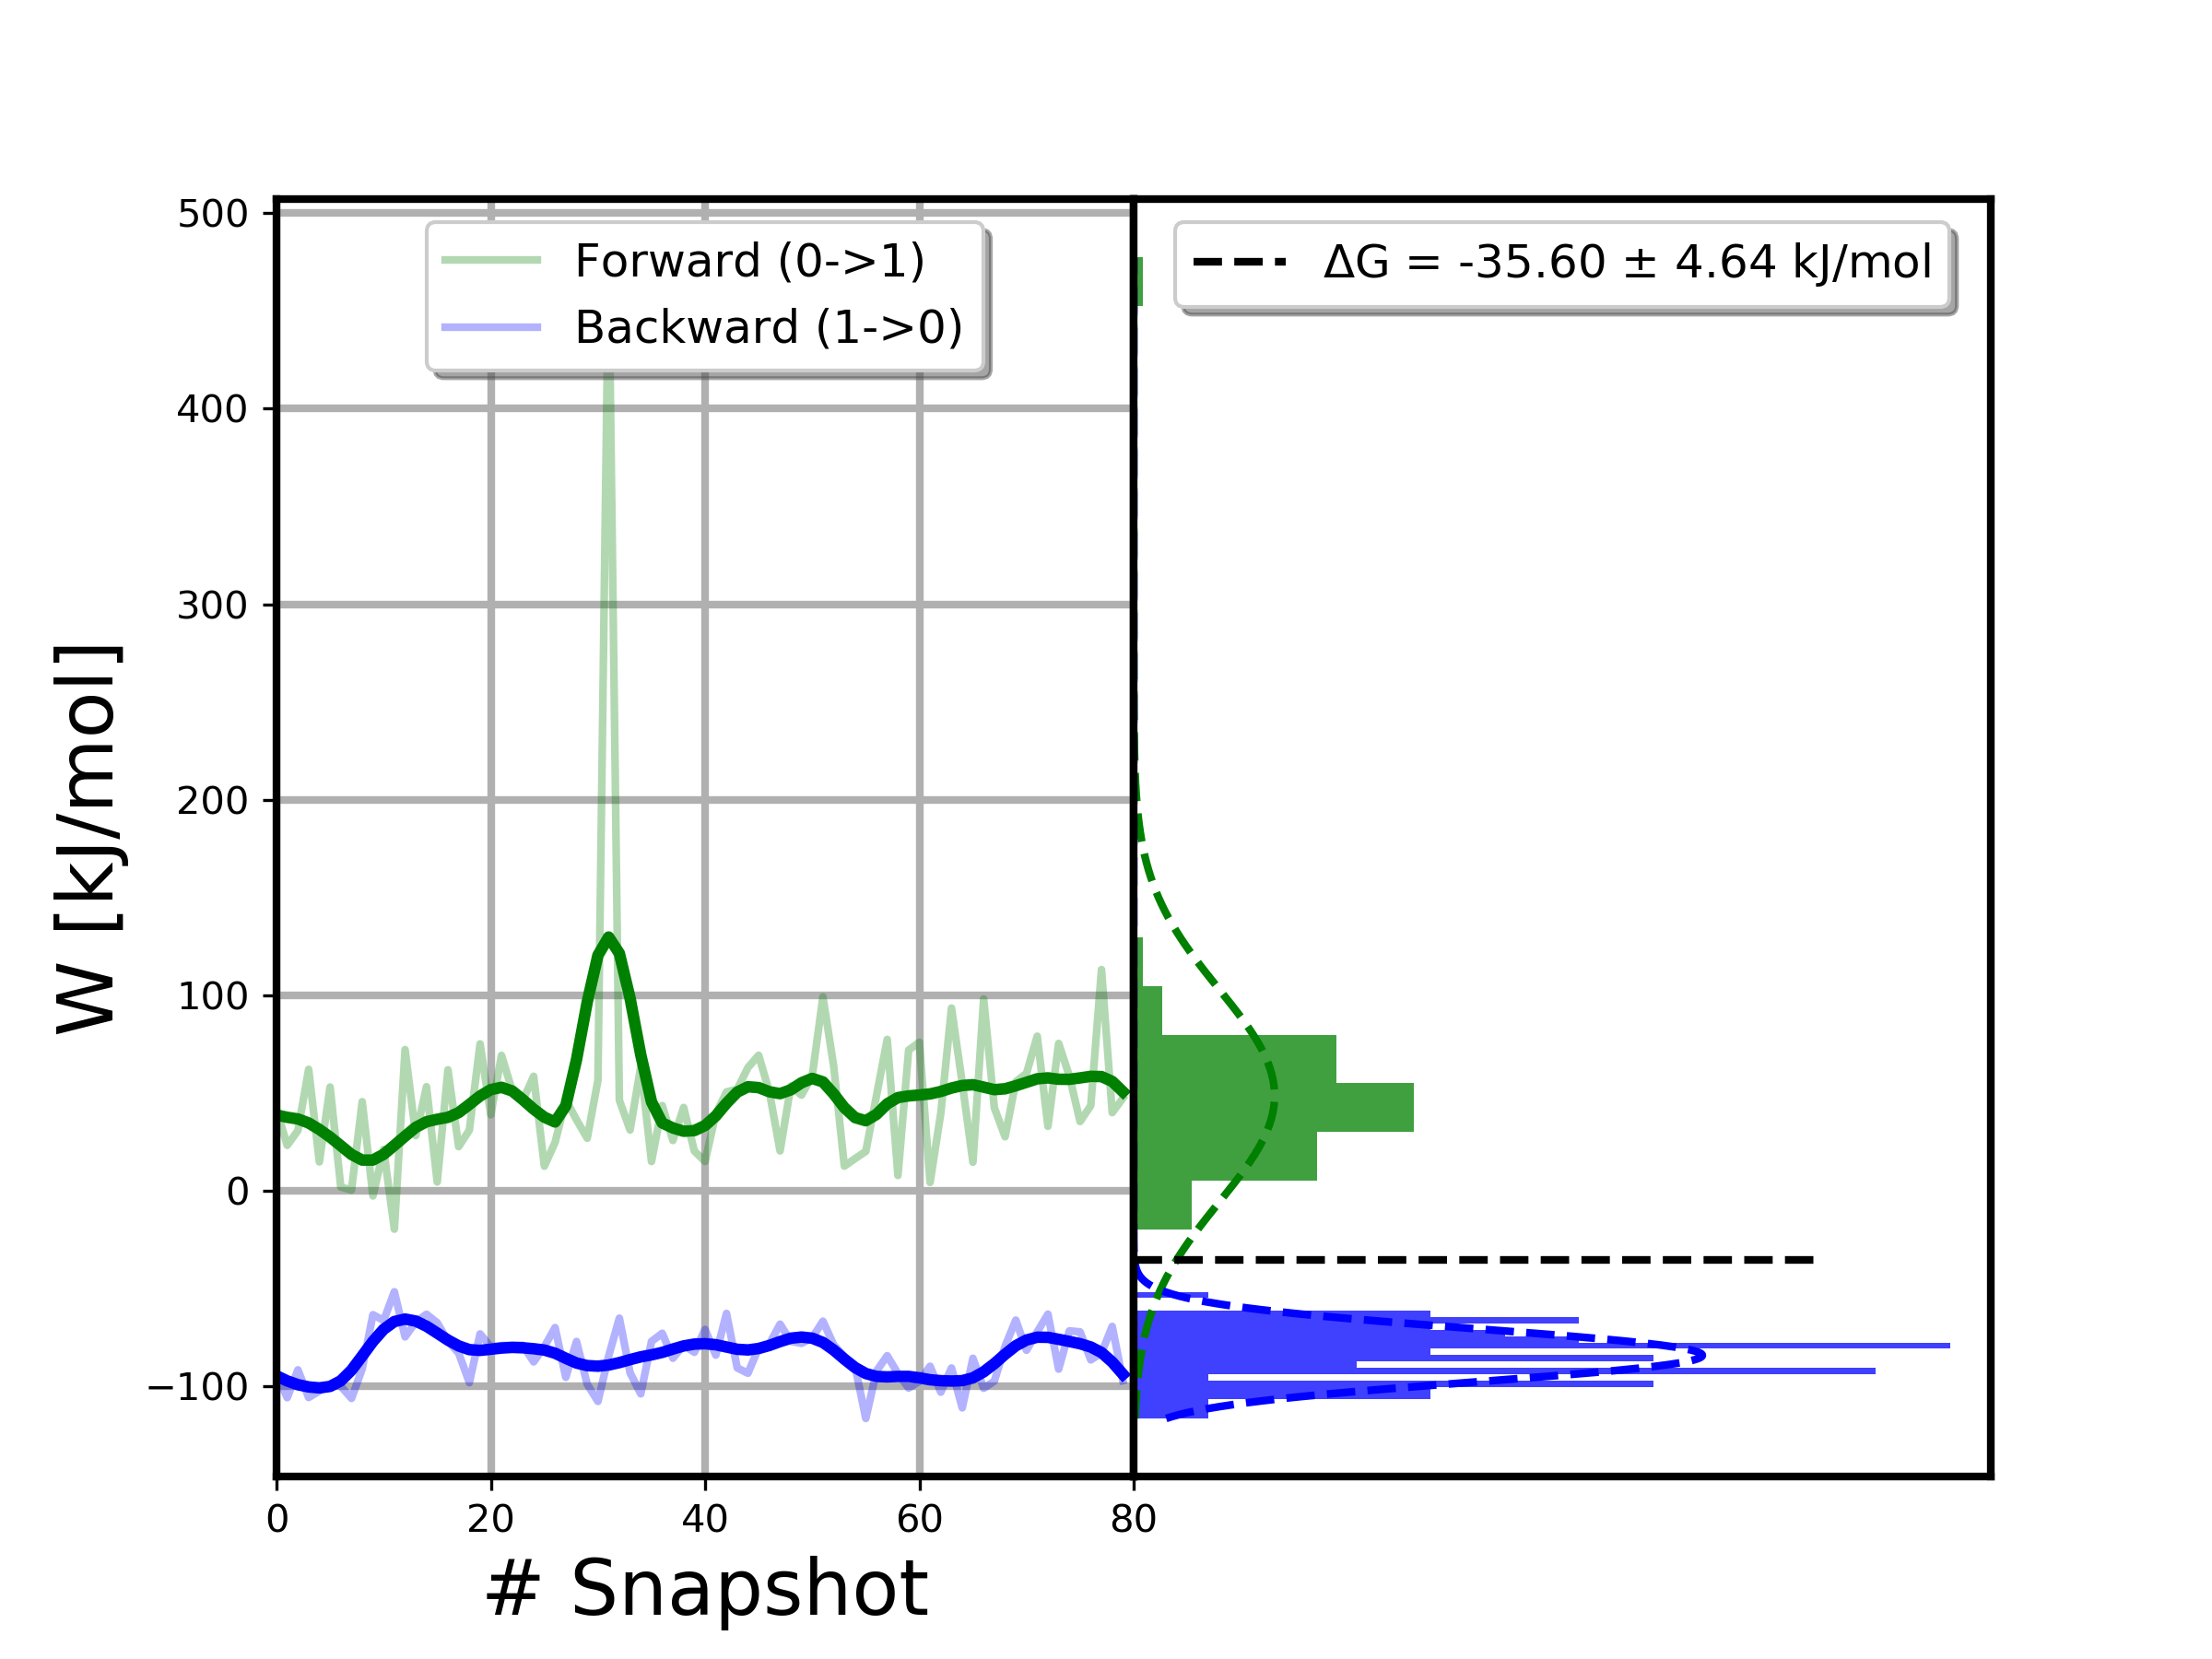 500
400
300
200
100
0
−100
W [kJ/mol]
Forward (0->1)
Backward (1->0)
ΔG = -35.60 ± 4.64 kJ/mol
0 20 40 60 80
# Snapshot